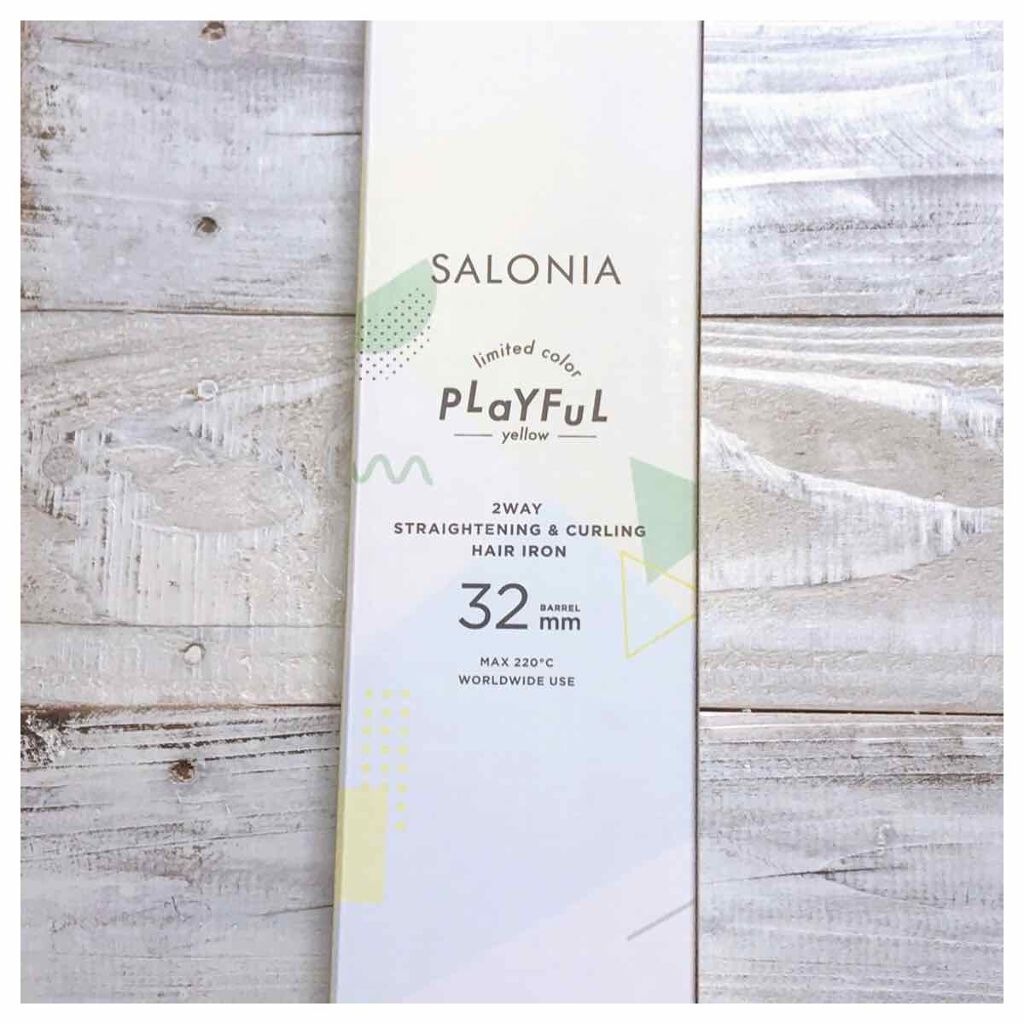 SALONIA
limited color
PLaYFuL
yellow
2WAY
STRAIGHTENING & CURLING
HAIR IRON
32 BARREL mm
MAX 220°C
WORLDWIDE USE